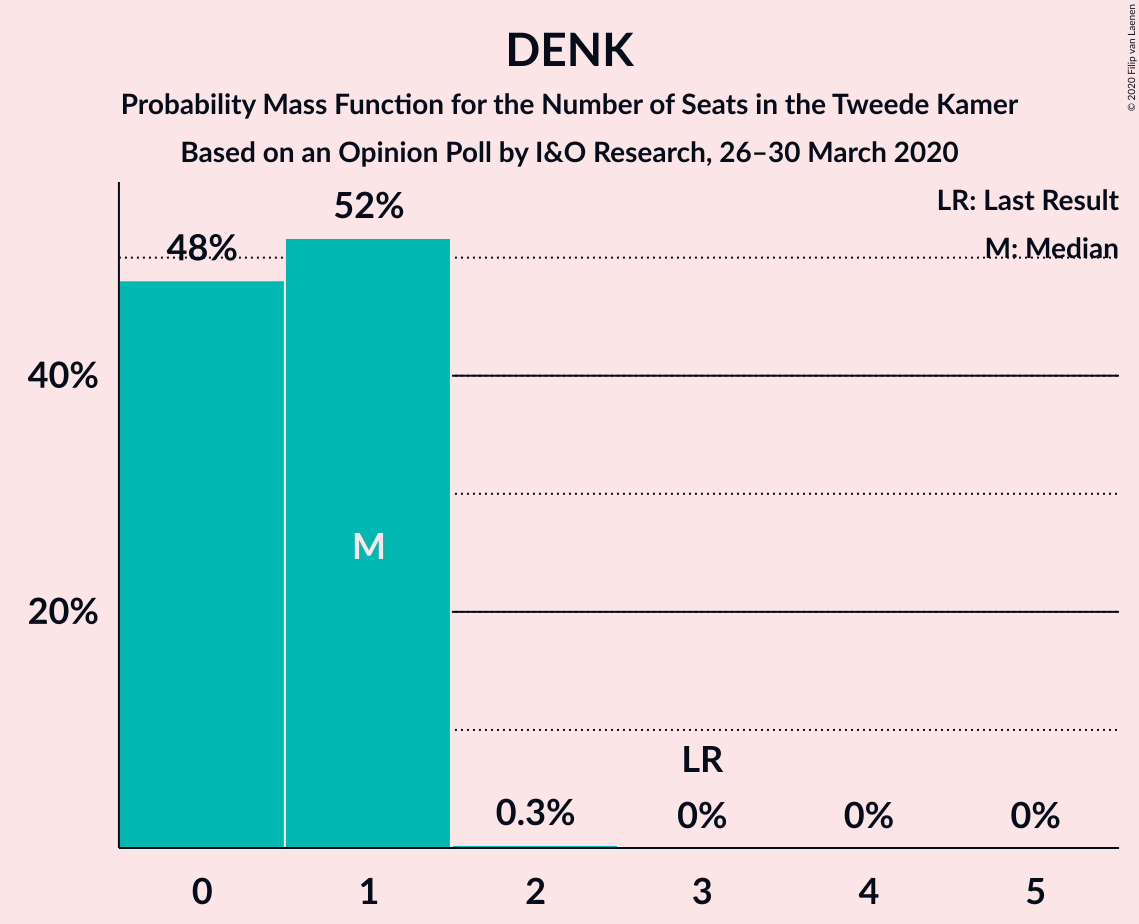 DENK
Probability Mass Function for the Number of Seats in the Tweede Kamer
Based on an Opinion Poll by I&O Research, 26–30 March 2020
© 2020 Filip van Laenen
LR: Last Result
M: Median
52%
48%
40%
M
20%
LR
0.3%
0%
0%
0%
0
1
2
3
4
5